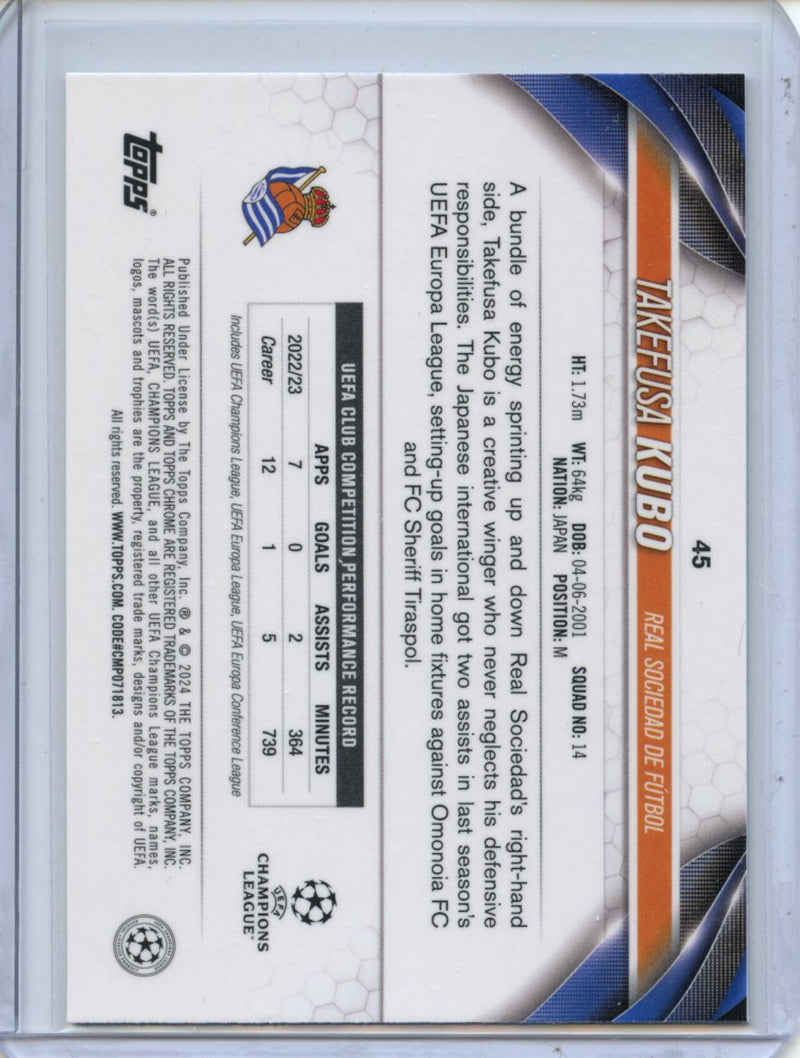 45
TAKEFUSA KUBO REAL SOCIEDAD DE FÚTBOL
HT: 1.73m WT: 64kg DOB: 04-06-2001 SQUAD NO: 14
NATION: JAPAN POSITION: M
A bundle of energy sprinting up and down Real Sociedad's right-hand
side, Takefusa Kubo is a creative winger who never neglects his defensive
responsibilities. The Japanese international got two assists in last season's
UEFA Europa League, setting-up goals in home fixtures against Omonoia FC
and FC Sheriff Tiraspol.
UEFA CLUB COMPETITION PERFORMANCE RECORD
APPS GOALS ASSISTS MINUTES
2022/23 7 0 2 364
Career 12 1 5 739
Includes UEFA Champions League, UEFA Europa League, UEFA Europa Conference League
UEFA
CHAMPIONS
LEAGUE™
topps®
Published Under License by The Topps Company, Inc. ® & © 2024 THE TOPPS COMPANY, INC.
ALL RIGHTS RESERVED. TOPPS AND TOPPS CHROME ARE REGISTERED TRADEMARKS OF THE TOPPS COMPANY, INC.
The word(s) UEFA, CHAMPIONS LEAGUE, and all other UEFA Champions League marks, names,
logos, mascots and trophies are the property, registered trade marks, designs and/or copyright of UEFA.
All rights reserved. WWW.TOPPS.COM. CODE#CMP071813.